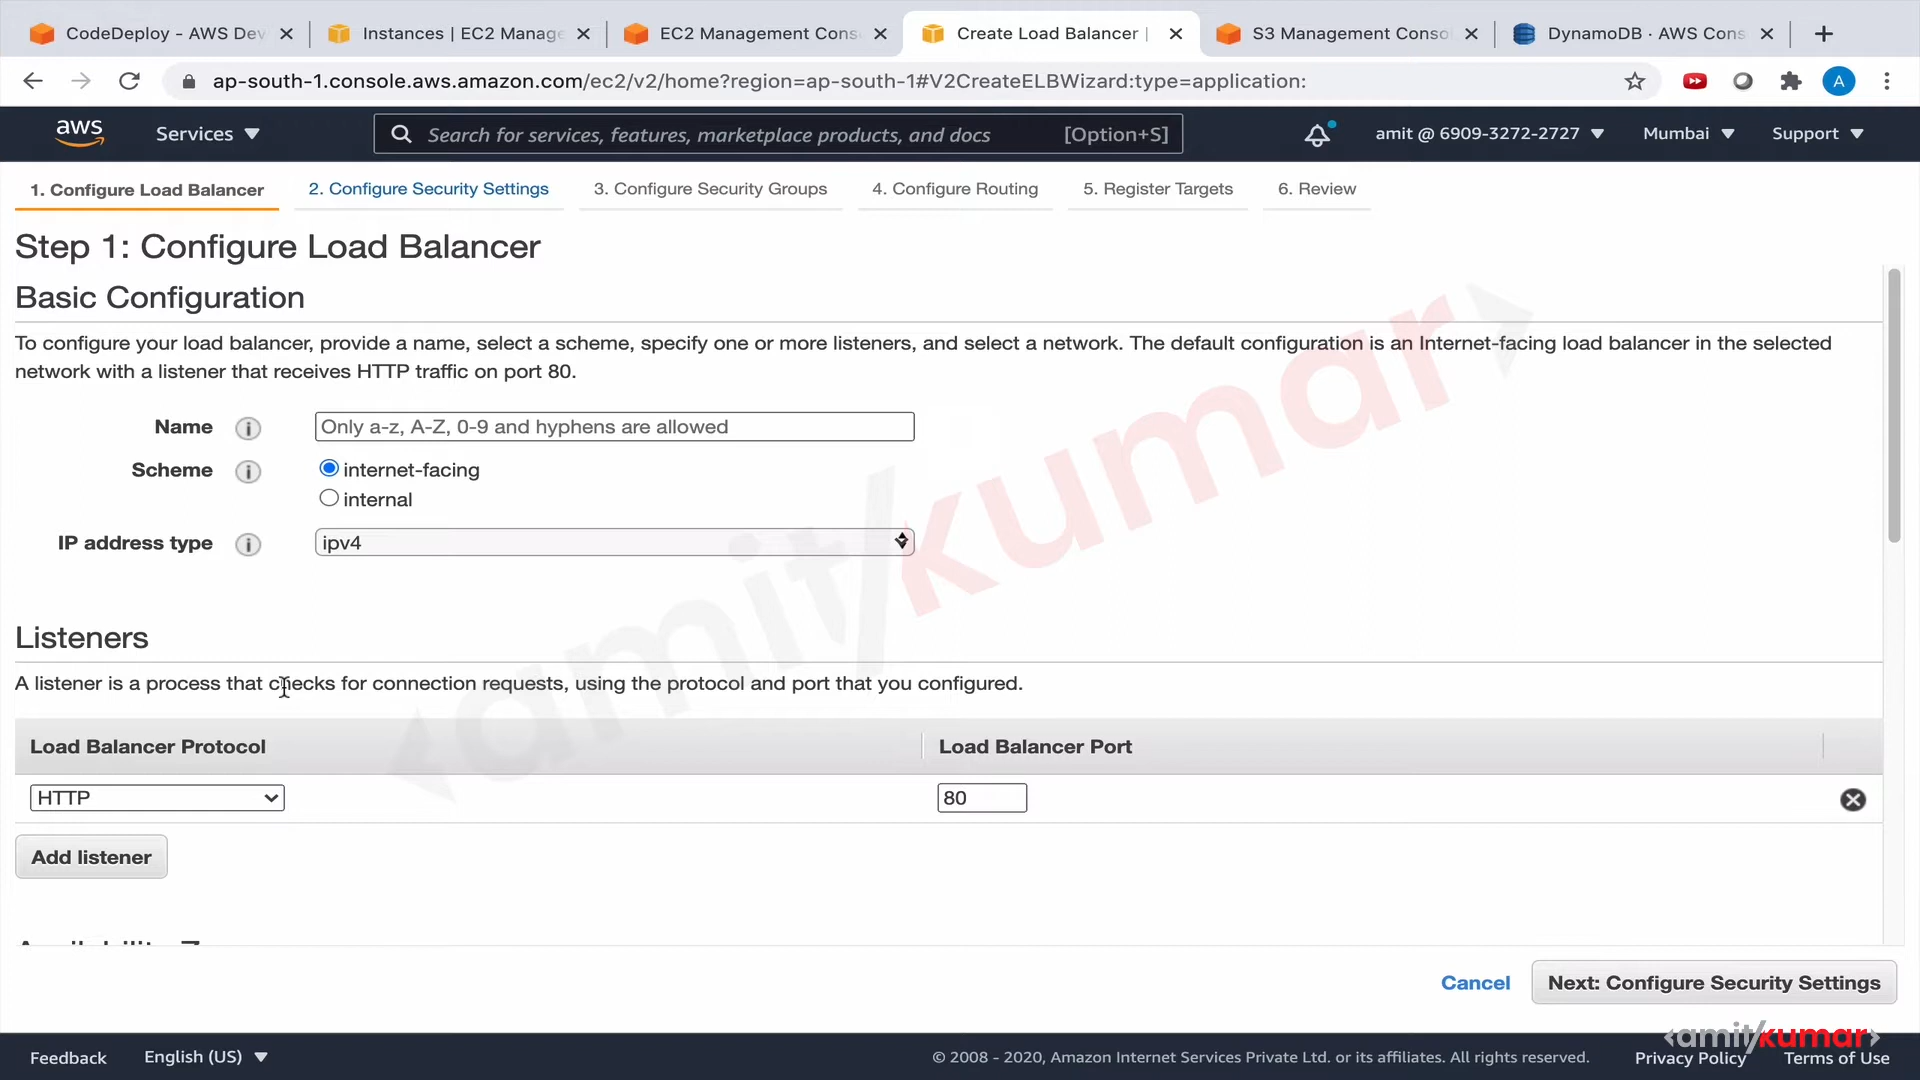 CodeDeploy - AWS Dev
Instances | EC2 Manage
EC2 Management Cons
Create Load Balancer |
S3 Management Consol
DynamoDB · AWS Cons
ap-south-1.console.aws.amazon.com/ec2/v2/home?region=ap-south-1#V2CreateELBWizard:type=application:
A
aws
Services
Search for services, features, marketplace products, and docs
[Option+S]
amit @ 6909-3272-2727
Mumbai
Support
1. Configure Load Balancer
2. Configure Security Settings
3. Configure Security Groups
4. Configure Routing
5. Register Targets
6. Review
Step 1: Configure Load Balancer
Basic Configuration
To configure your load balancer, provide a name, select a scheme, specify one or more listeners, and select a network. The default configuration is an Internet-facing load balancer in the selected
network with a listener that receives HTTP traffic on port 80.
Name
Only a-z, A-Z, 0-9 and hyphens are allowed
Scheme
internet-facing
internal
IP address type
ipv4
<amit/kumar>
Listeners
A listener is a process that checks for connection requests, using the protocol and port that you configured.
Load Balancer Protocol
Load Balancer Port
HTTP
80
Add listener
Cancel
Next: Configure Security Settings
<amit/kumar>
Feedback
English (US)
© 2008 - 2020, Amazon Internet Services Private Ltd. or its affiliates. All rights reserved.
Privacy Policy
Terms of Use